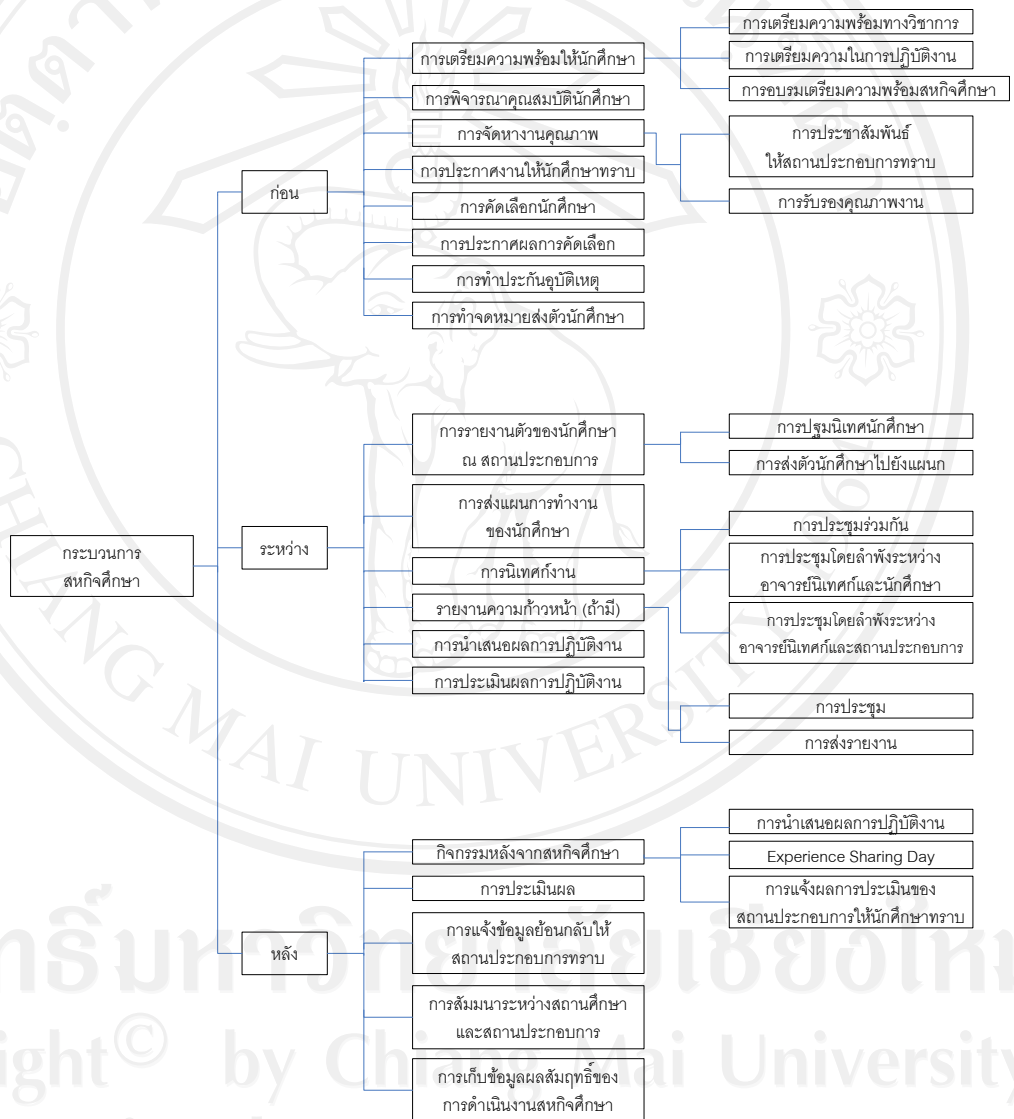 กระบวนการ
สหกิจศึกษา
ก่อน
การเตรียมความพร้อมให้นักศึกษา
การเตรียมความพร้อมทางวิชาการ
การเตรียมความในการปฏิบัติงาน
การอบรมเตรียมความพร้อมสหกิจศึกษา
การพิจารณาคุณสมบัตินักศึกษา
การจัดหางานคุณภาพ
การประชาสัมพันธ์
ให้สถานประกอบการทราบ
การรับรองคุณภาพงาน
การประกาศงานให้นักศึกษาทราบ
การคัดเลือกนักศึกษา
การประกาศผลการคัดเลือก
การทำประกันอุบัติเหตุ
การทำจดหมายส่งตัวนักศึกษา
ระหว่าง
การรายงานตัวของนักศึกษา
ณ สถานประกอบการ
การปฐมนิเทศนักศึกษา
การส่งตัวนักศึกษาไปยังแผนก
การส่งแผนการทำงาน
ของนักศึกษา
การนิเทศก์งาน
การประชุมร่วมกัน
การประชุมโดยลำพังระหว่าง
อาจารย์นิเทศก์และนักศึกษา
การประชุมโดยลำพังระหว่าง
อาจารย์นิเทศก์และสถานประกอบการ
รายงานความก้าวหน้า (ถ้ามี)
การประชุม
การส่งรายงาน
การนำเสนอผลการปฏิบัติงาน
การประเมินผลการปฏิบัติงาน
หลัง
กิจกรรมหลังจากสหกิจศึกษา
การนำเสนอผลการปฏิบัติงาน
Experience Sharing Day
การแจ้งผลการประเมินของ
สถานประกอบการให้นักศึกษาทราบ
การประเมินผล
การแจ้งข้อมูลย้อนกลับให้
สถานประกอบการทราบ
การสัมมนาระหว่างสถานศึกษา
และสถานประกอบการ
การเก็บข้อมูลผลสัมฤทธิ์ของ
การดำเนินงานสหกิจศึกษา
CHIANG MAI UNIVERSITY
by Chiang Mai University